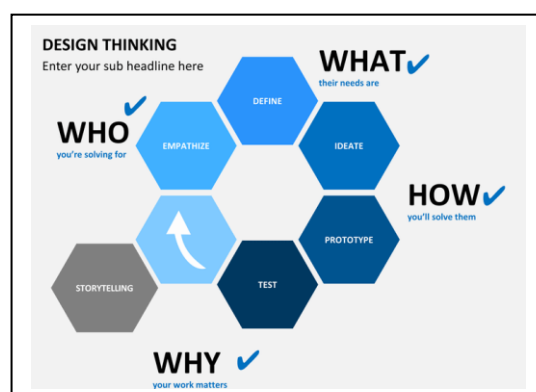 DESIGN THINKING
Enter your sub headline here
WHAT
their needs are
DEFINE
WHO
you're solving for
EMPATHIZE
IDEATE
HOW
you'll solve them
PROTOTYPE
STORYTELLING
TEST
WHY
your work matters